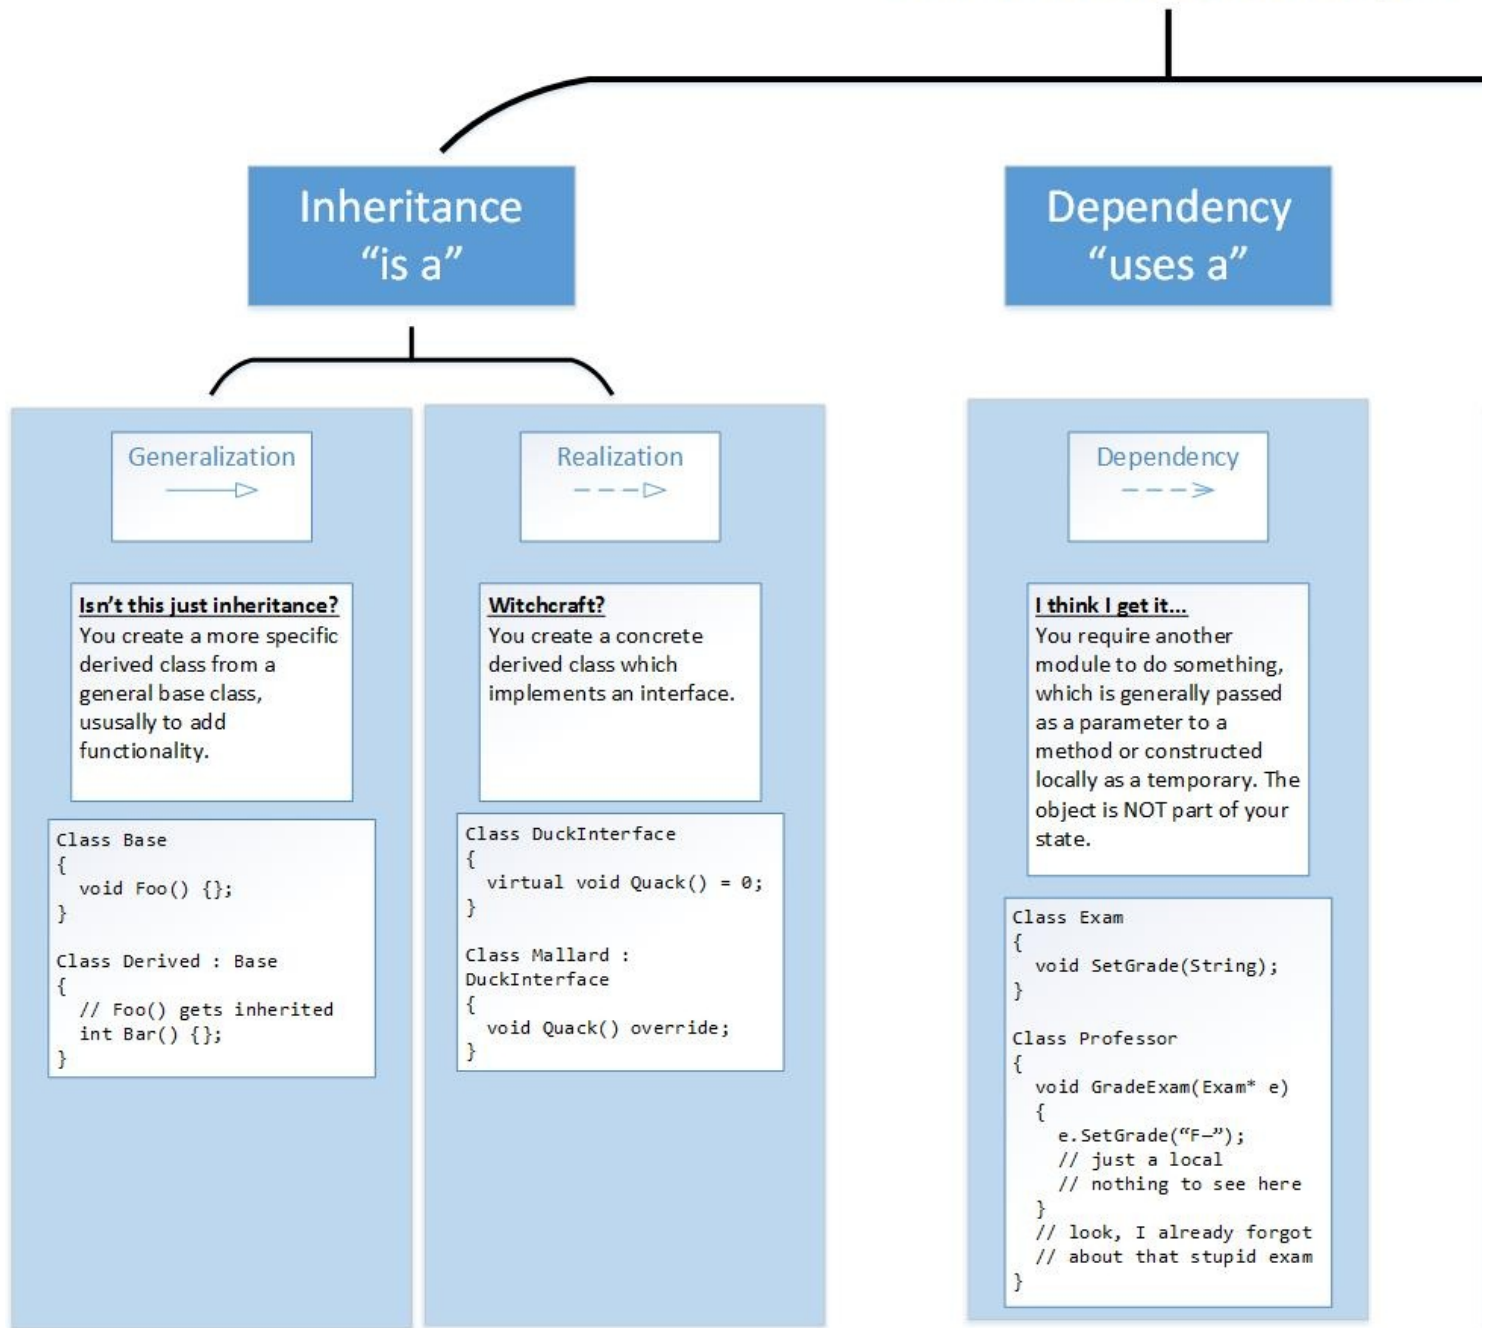 Inheritance
“is a”
Dependency
“uses a”
Generalization
Realization
Dependency
Isn’t this just inheritance?
You create a more specific
derived class from a
general base class,
ususally to add
functionality.
Witchcraft?
You create a concrete
derived class which
implements an interface.
I think I get it...
You require another
module to do something,
which is generally passed
as a parameter to a
method or constructed
locally as a temporary. The
object is NOT part of your
state.
Class Base
{
void Foo() {};
}
Class Derived : Base
{
// Foo() gets inherited
int Bar() {};
}
Class DuckInterface
{
virtual void Quack() = 0;
}
Class Mallard :
DuckInterface
{
void Quack() override;
}
Class Exam
{
void SetGrade(String);
}
Class Professor
{
void GradeExam(Exam* e)
{
e.SetGrade(“F–”);
// just a local
// nothing to see here
}
// look, I already forgot
// about that stupid exam
}